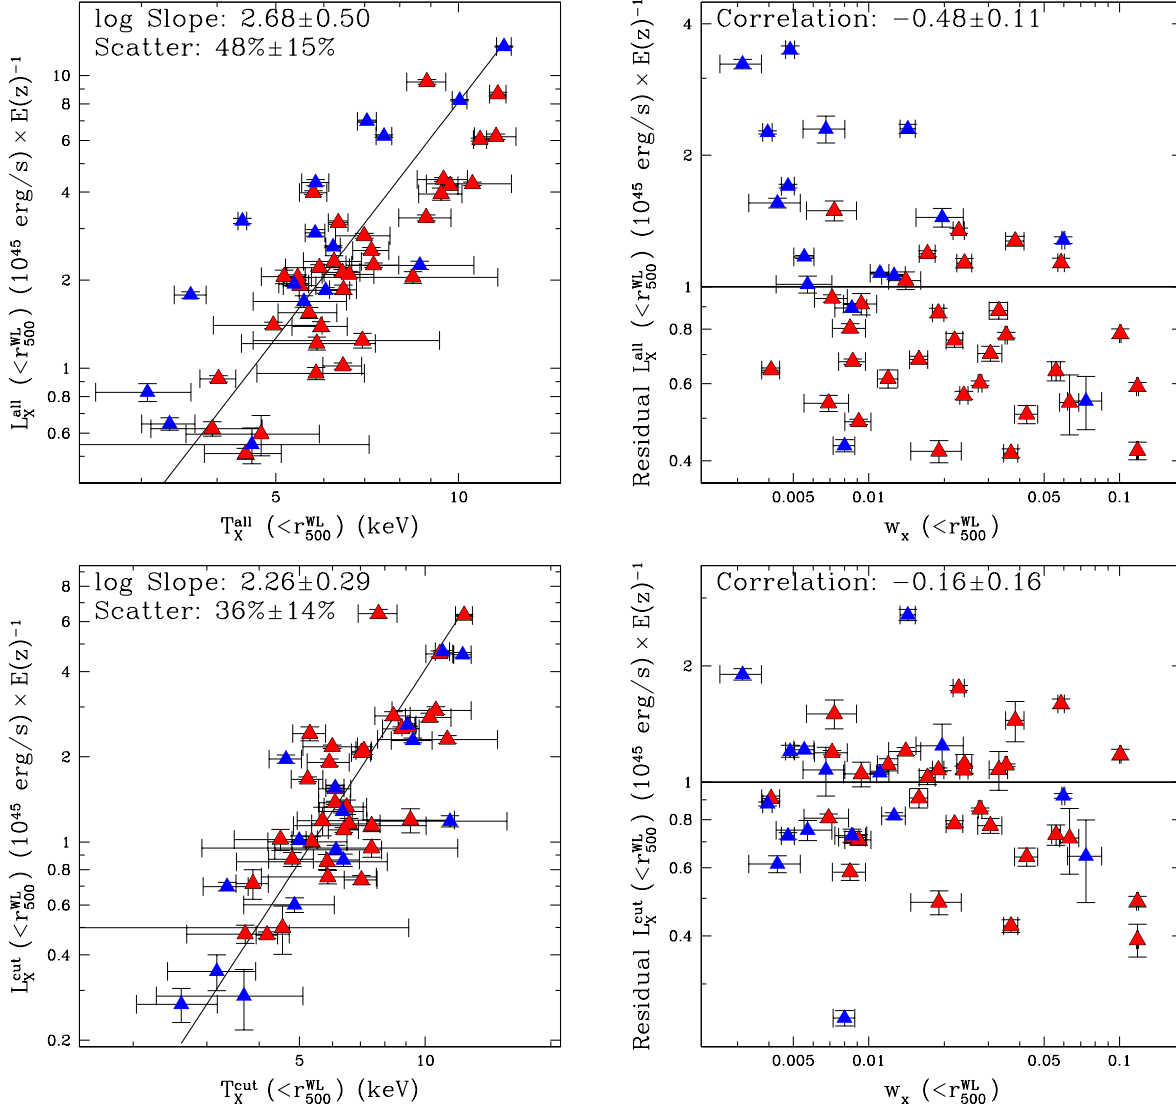 log Slope: 2.68±0.50
Scatter: 48%±15%
10
8
6
4
2
1
0.8
0.6
5
10
L_X^all (<r_500^WL) (10^45 erg/s) × E(z)^−1
T_X^all (<r_500^WL) (keV)
Correlation: −0.48±0.11
4
2
1
0.8
0.6
0.4
0.005
0.01
0.05
0.1
Residual L_X^all (<r_500^WL) (10^45 erg/s) × E(z)^−1
w_x (<r_500^WL)
log Slope: 2.26±0.29
Scatter: 36%±14%
8
6
4
2
1
0.8
0.6
0.4
0.2
5
10
L_X^cut (<r_500^WL) (10^45 erg/s) × E(z)^−1
T_X^cut (<r_500^WL) (keV)
Correlation: −0.16±0.16
2
1
0.8
0.6
0.4
0.005
0.01
0.05
0.1
Residual L_X^cut (<r_500^WL) (10^45 erg/s) × E(z)^−1
w_x (<r_500^WL)